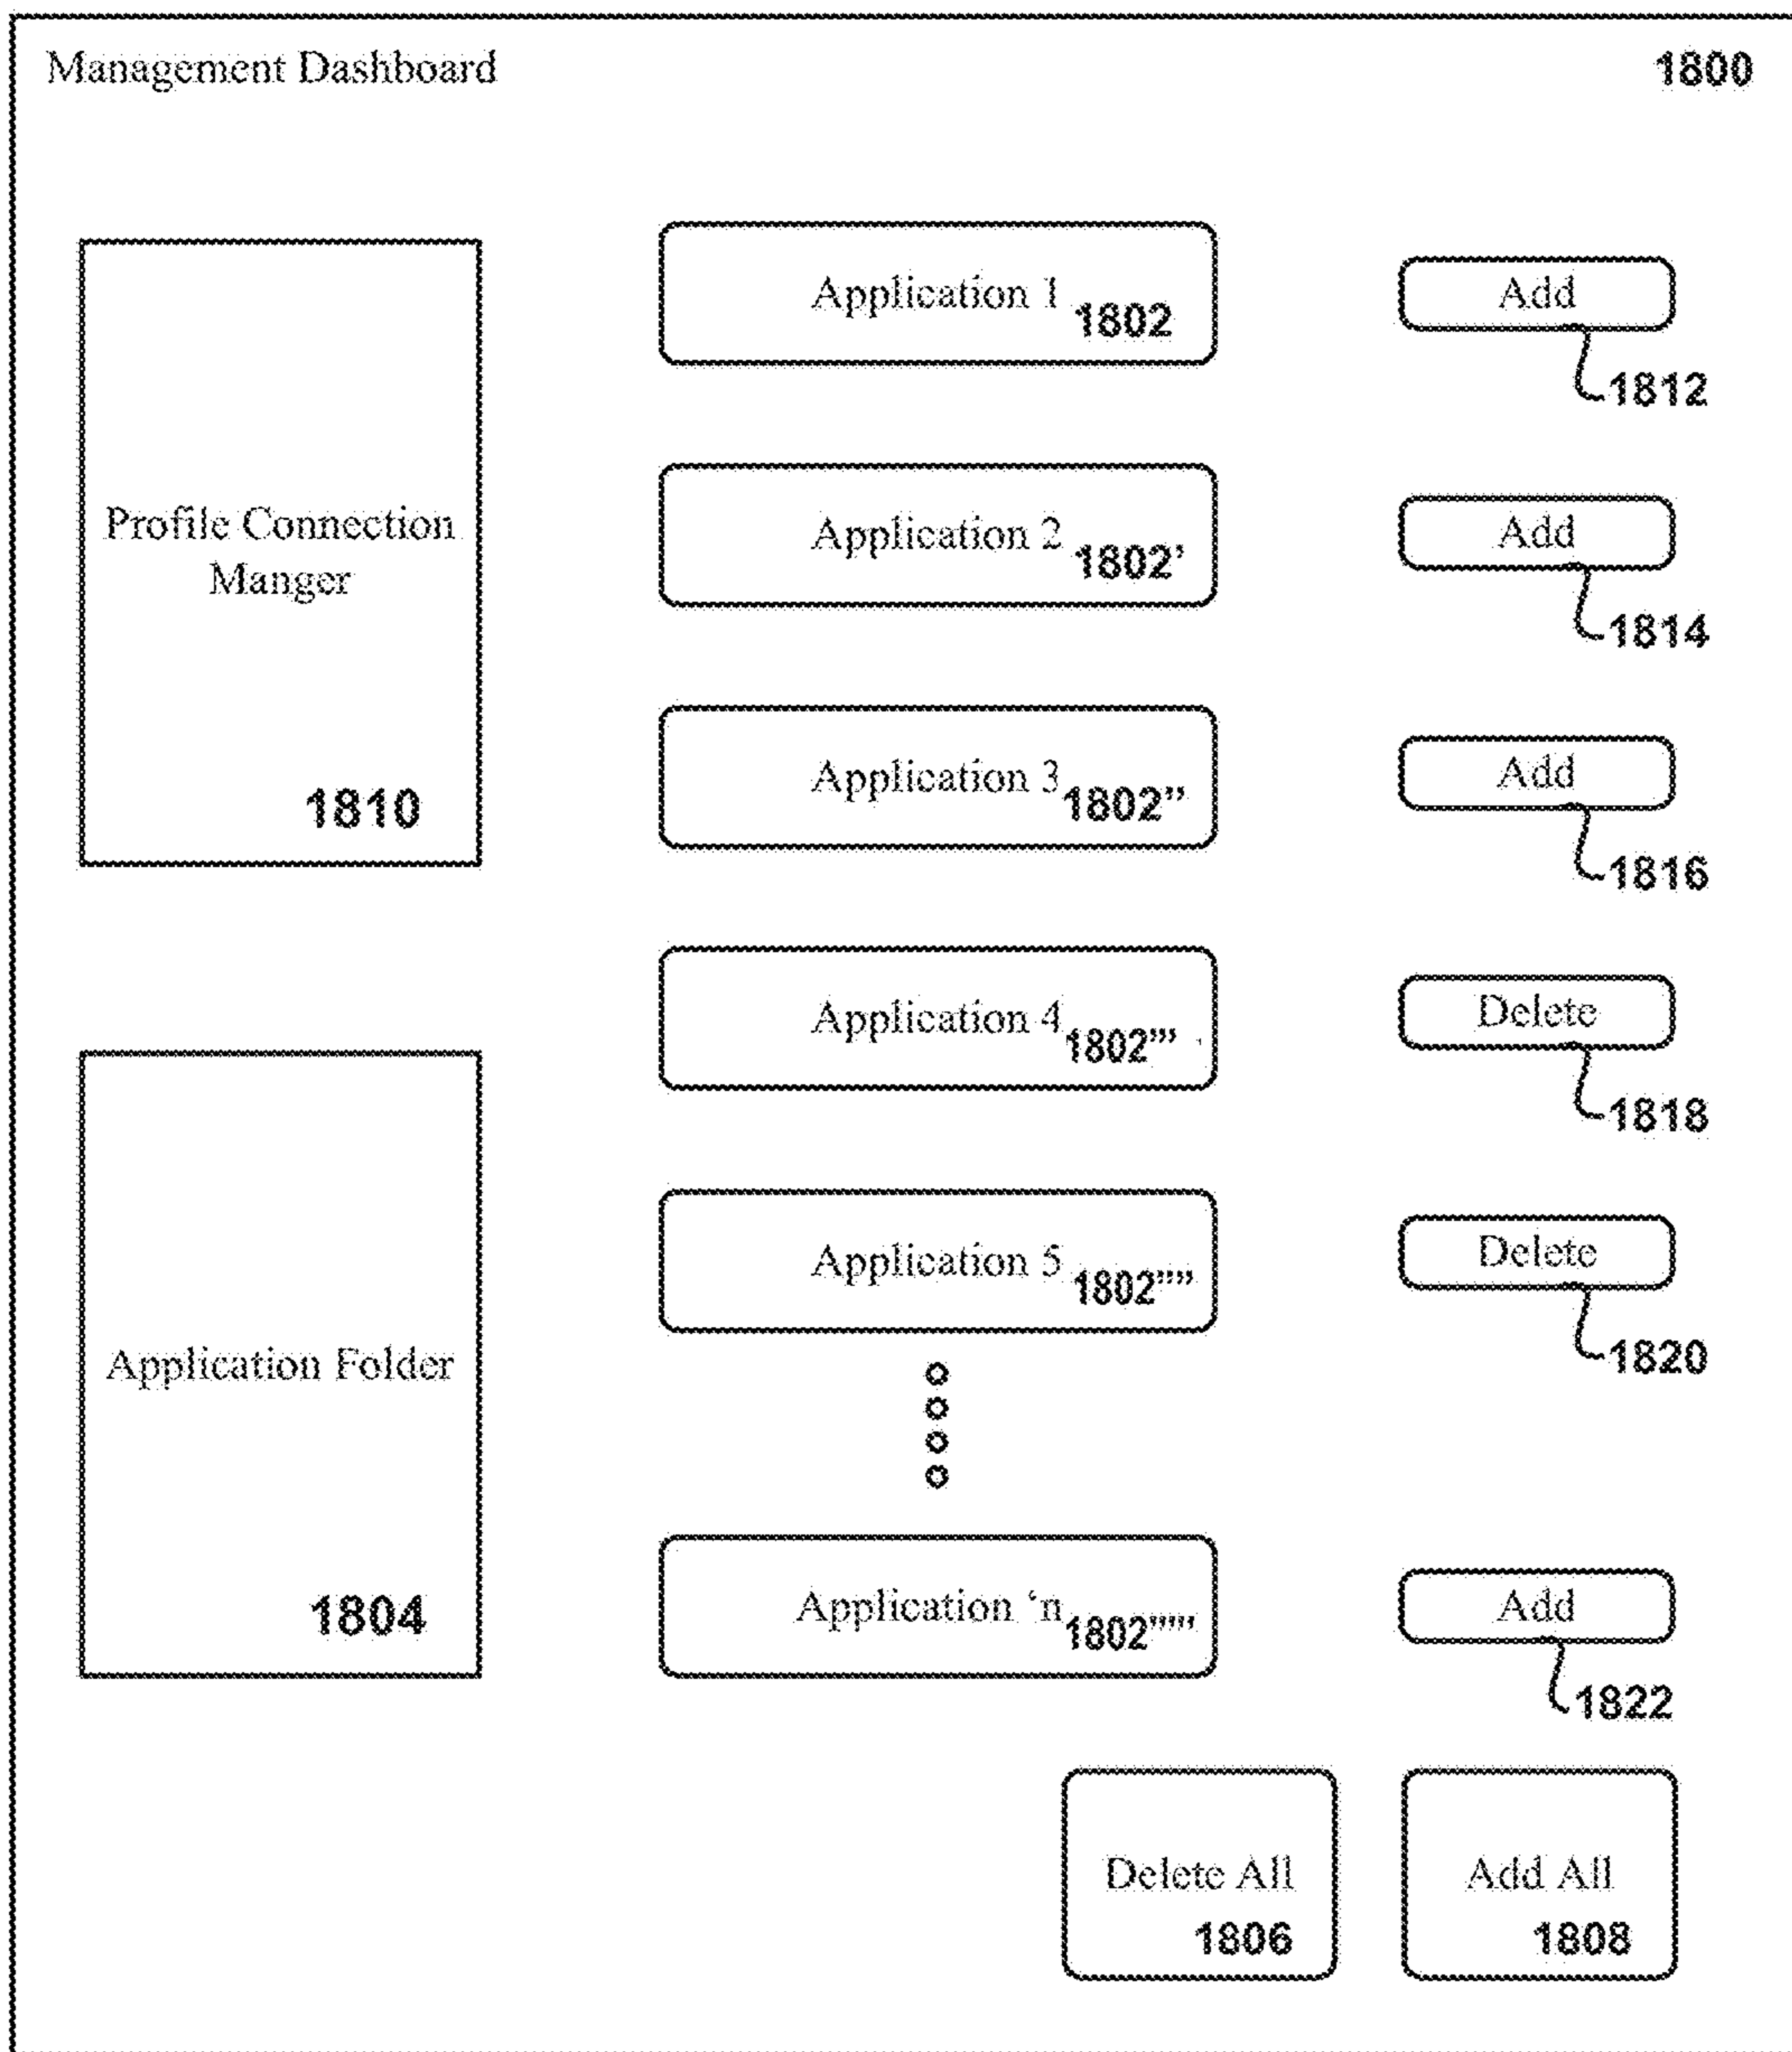 Management Dashboard 1800
Profile Connection
Manger
1810
Application Folder
1804
Application 1 1802
Add
1812
Application 2 1802'
Add
1814
Application 3 1802”
Add
1816
Application 4 1802”’
Delete
1818
Application 5 1802””
Delete
1820
Application ‘n 1802””’
Add
1822
Delete All
1806
Add All
1808